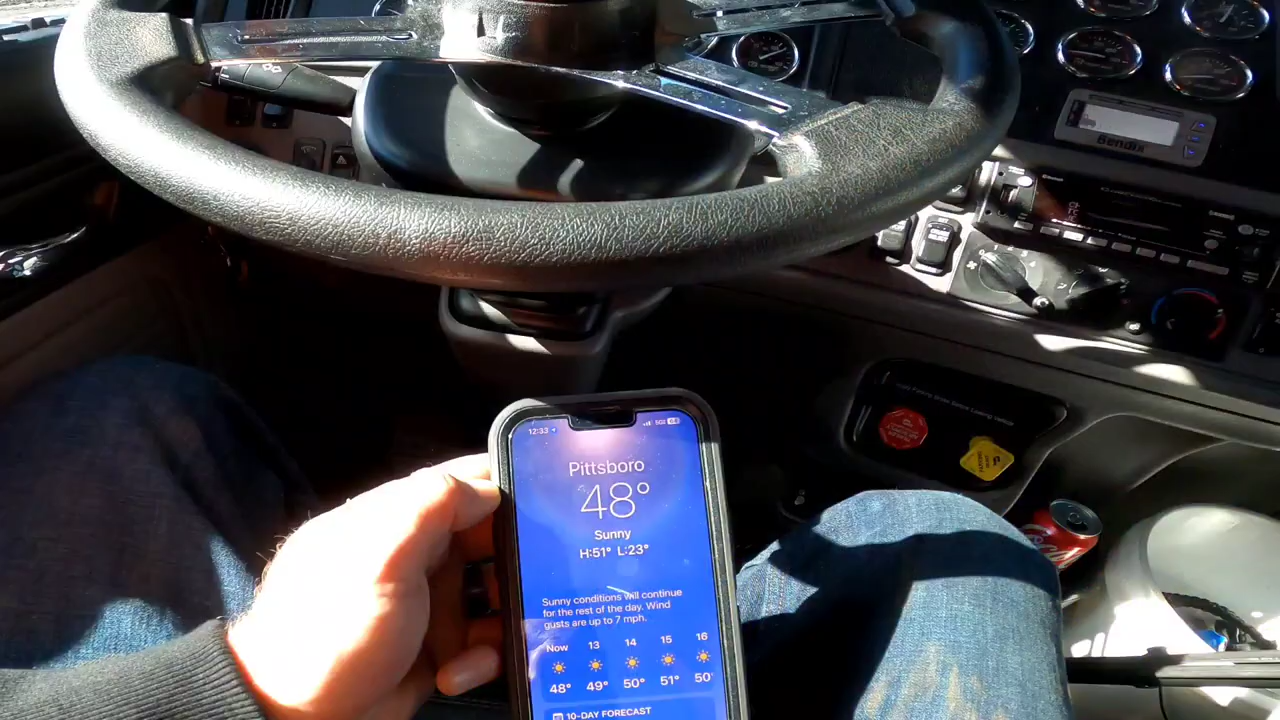 Bendix
12:33
5G
Pittsboro
48°
Sunny
H:51° L:23°
Sunny conditions will continue
for the rest of the day. Wind
gusts are up to 7 mph.
Now 13 14 15 16
48° 49° 50° 51° 50°
10-DAY FORECAST